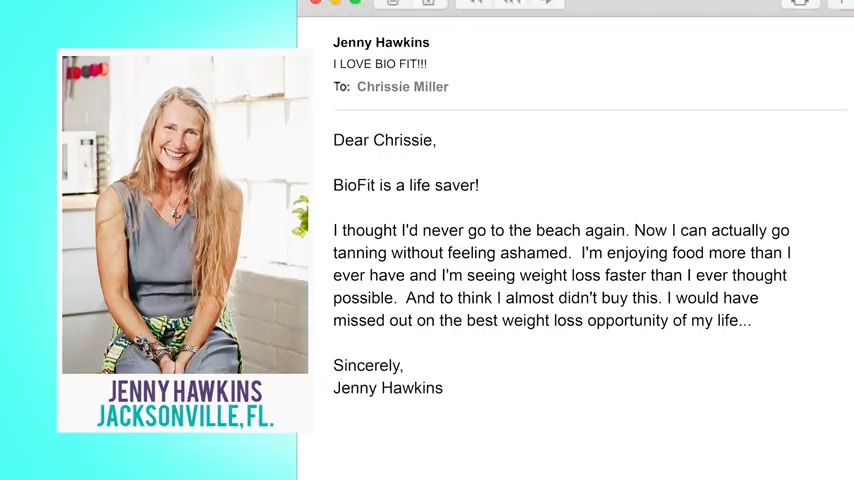 Jenny Hawkins
I LOVE BIO FIT!!!
To: Chrissie Miller
Dear Chrissie,
BioFit is a life saver!
I thought I'd never go to the beach again. Now I can actually go
tanning without feeling ashamed. I'm enjoying food more than I
ever have and I'm seeing weight loss faster than I ever thought
possible. And to think I almost didn't buy this. I would have
missed out on the best weight loss opportunity of my life...
Sincerely,
Jenny Hawkins
JENNY HAWKINS
JACKSONVILLE, FL.